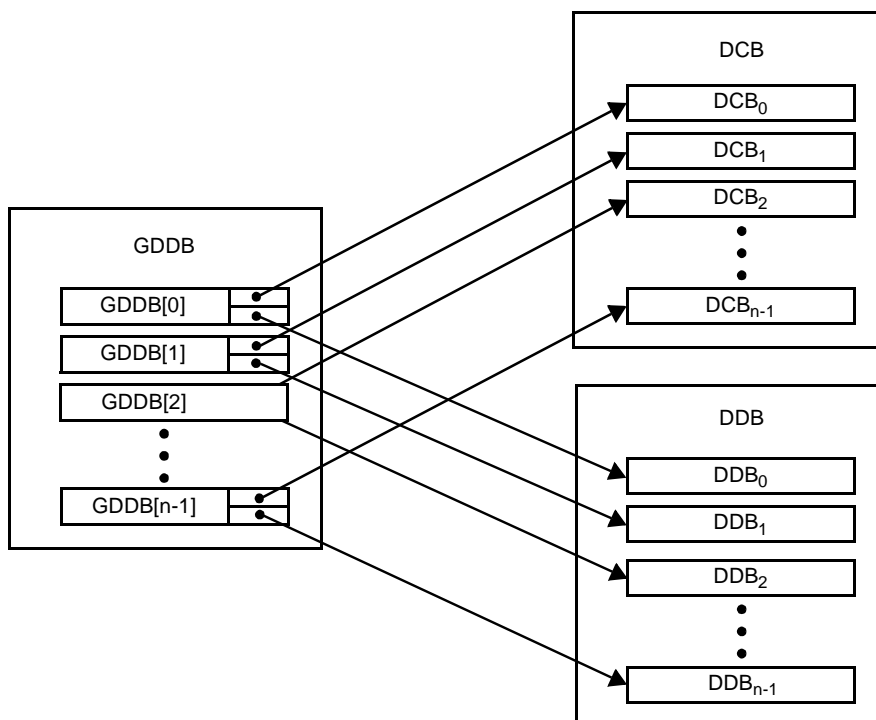 GDDB
GDDB[0]
GDDB[1]
GDDB[2]
GDDB[n-1]
DCB
DCB₀
DCB₁
DCB₂
DCBₙ₋₁
DDB
DDB₀
DDB₁
DDB₂
DDBₙ₋₁